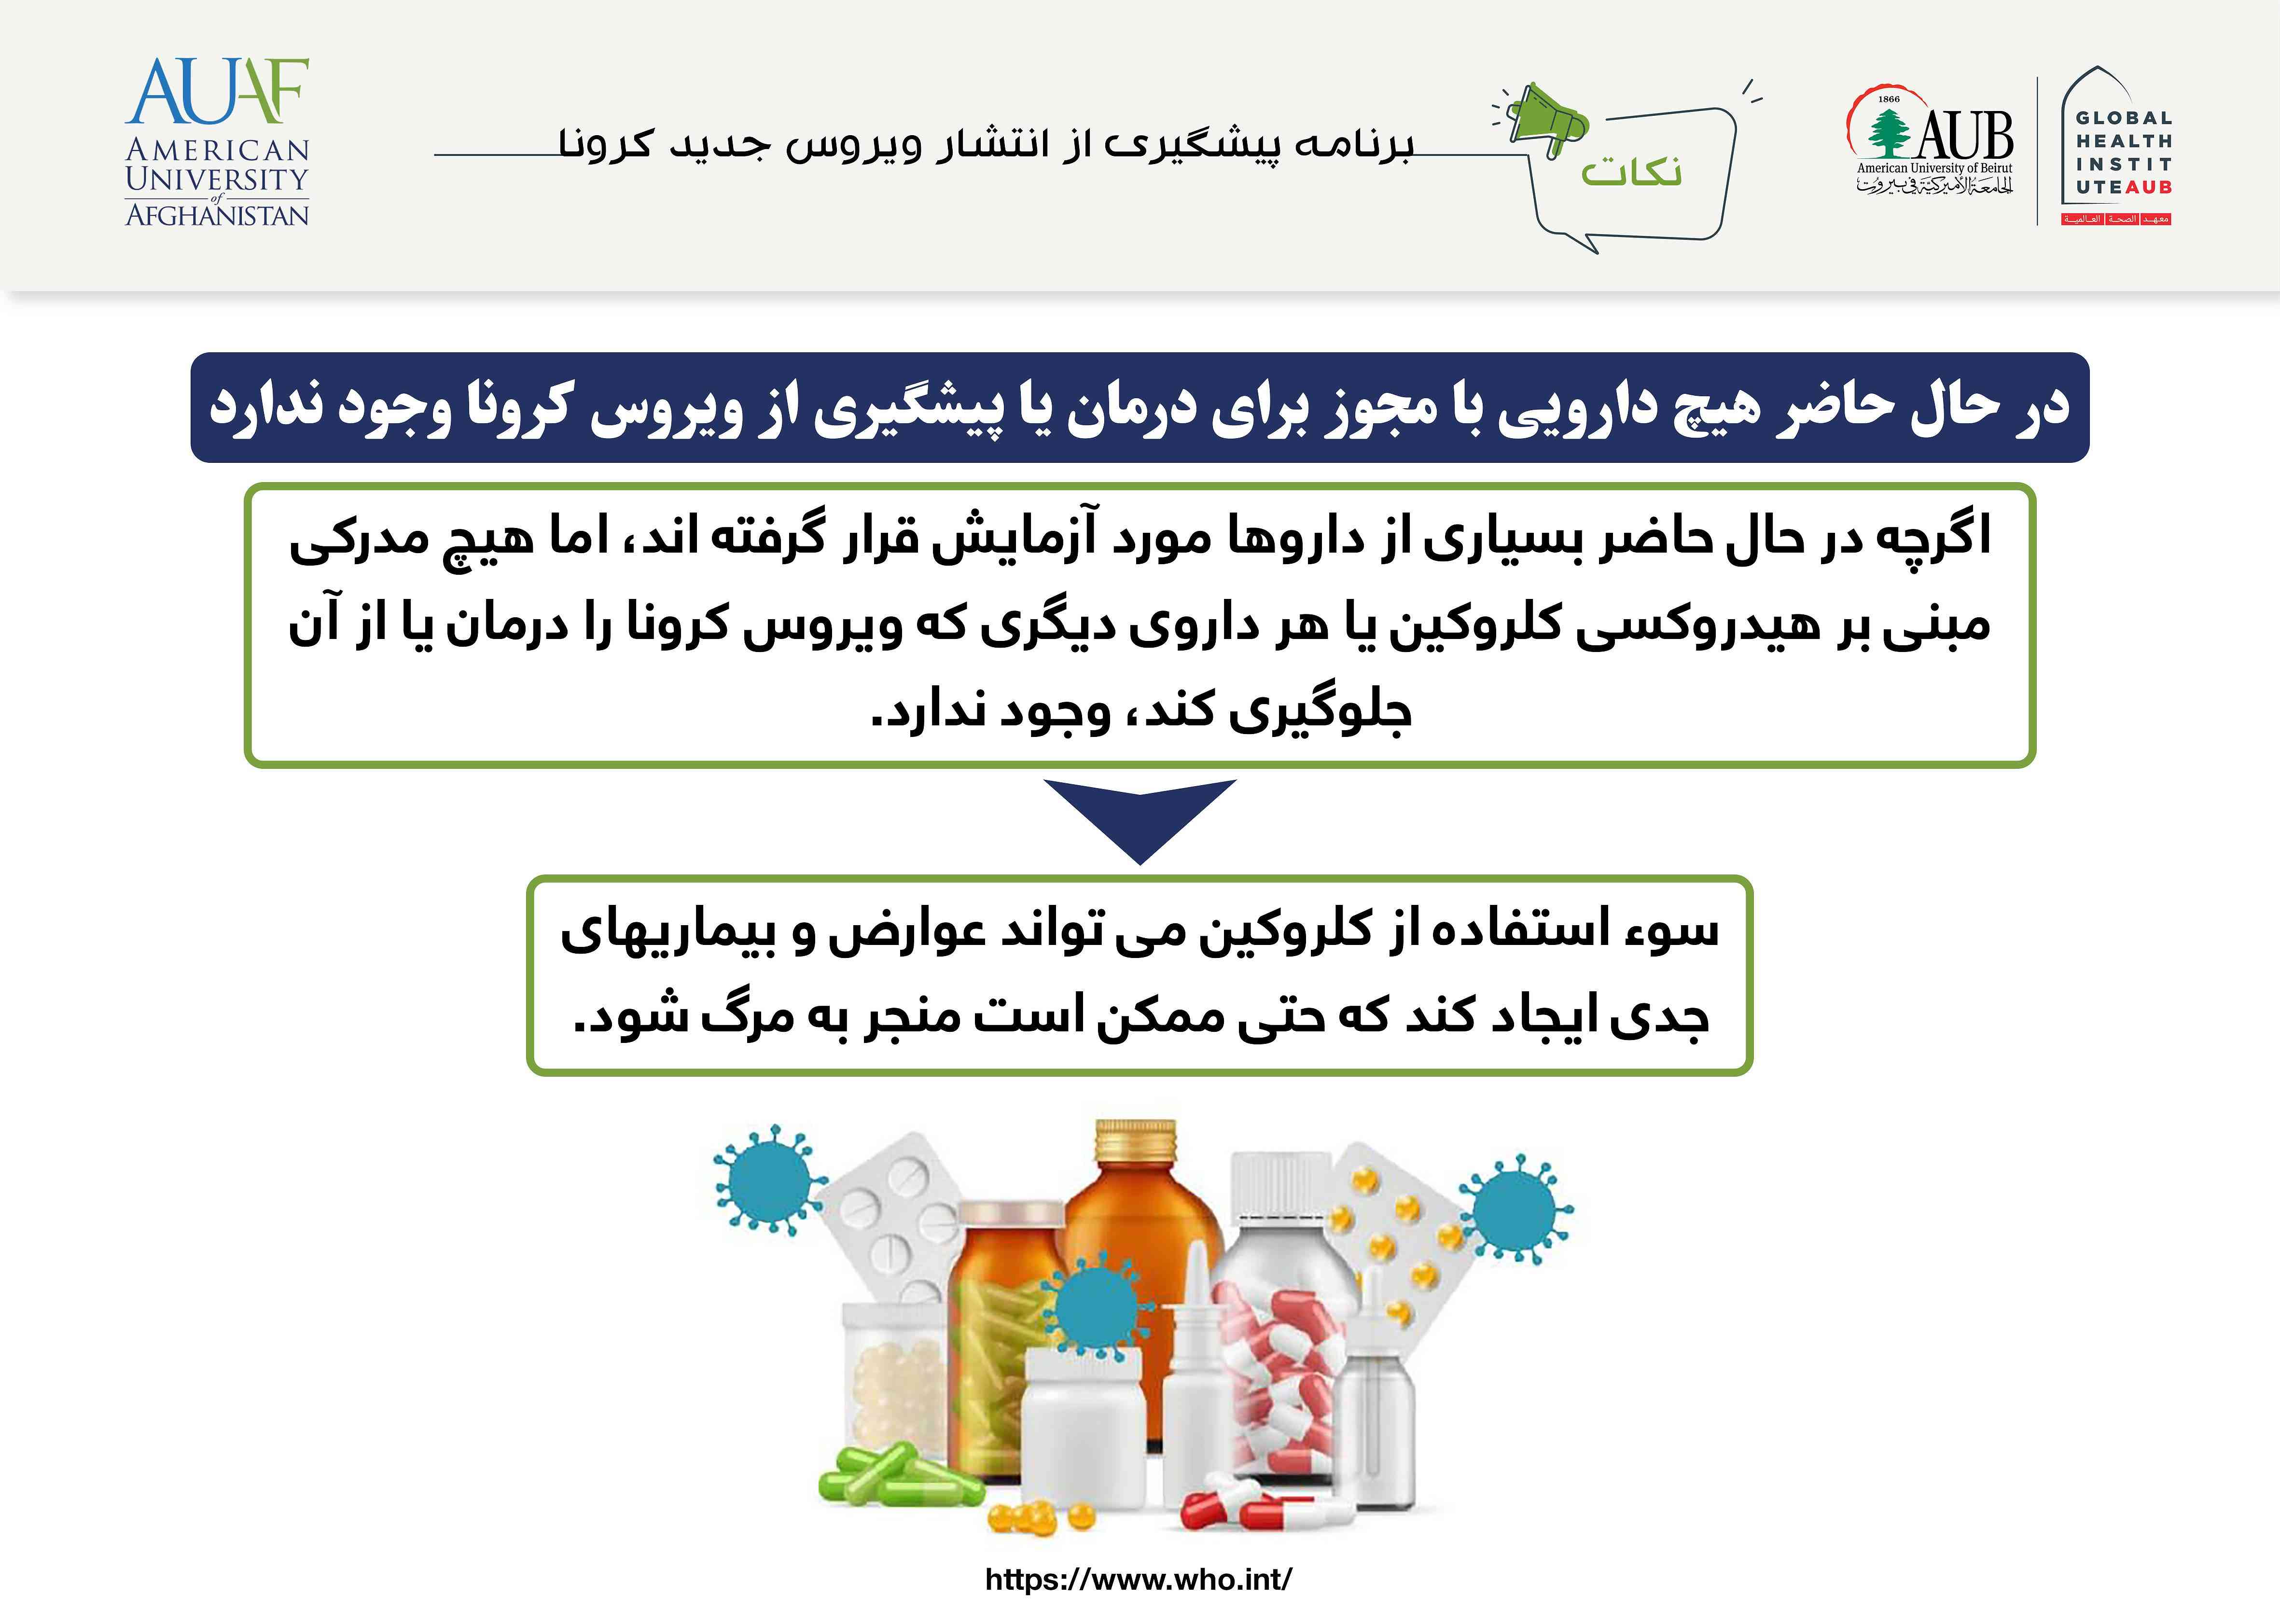 AUAF
AMERICAN
UNIVERSITY
of
AFGHANISTAN
برنامه پیشگیری از انتشار ویروس جدید کرونا
نکات
1866
AUB
American University of Beirut
الجامعة الأميركية في بيروت
GLOBAL
HEALTH
INSTIT
UTEAUB
معهد الصحة العالمية
در حال حاضر هیچ دارویی با مجوز برای درمان یا پیشگیری از ویروس کرونا وجود ندارد
اگرچه در حال حاضر بسیاری از داروها مورد آزمایش قرار گرفته اند، اما هیچ مدرکی
مبنی بر هیدروکسی کلروکین یا هر داروی دیگری که ویروس کرونا را درمان یا از آن
جلوگیری کند، وجود ندارد.
سوء استفاده از کلروکین می تواند عوارض و بیماریهای
جدی ایجاد کند که حتی ممکن است منجر به مرگ شود.
https://www.who.int/